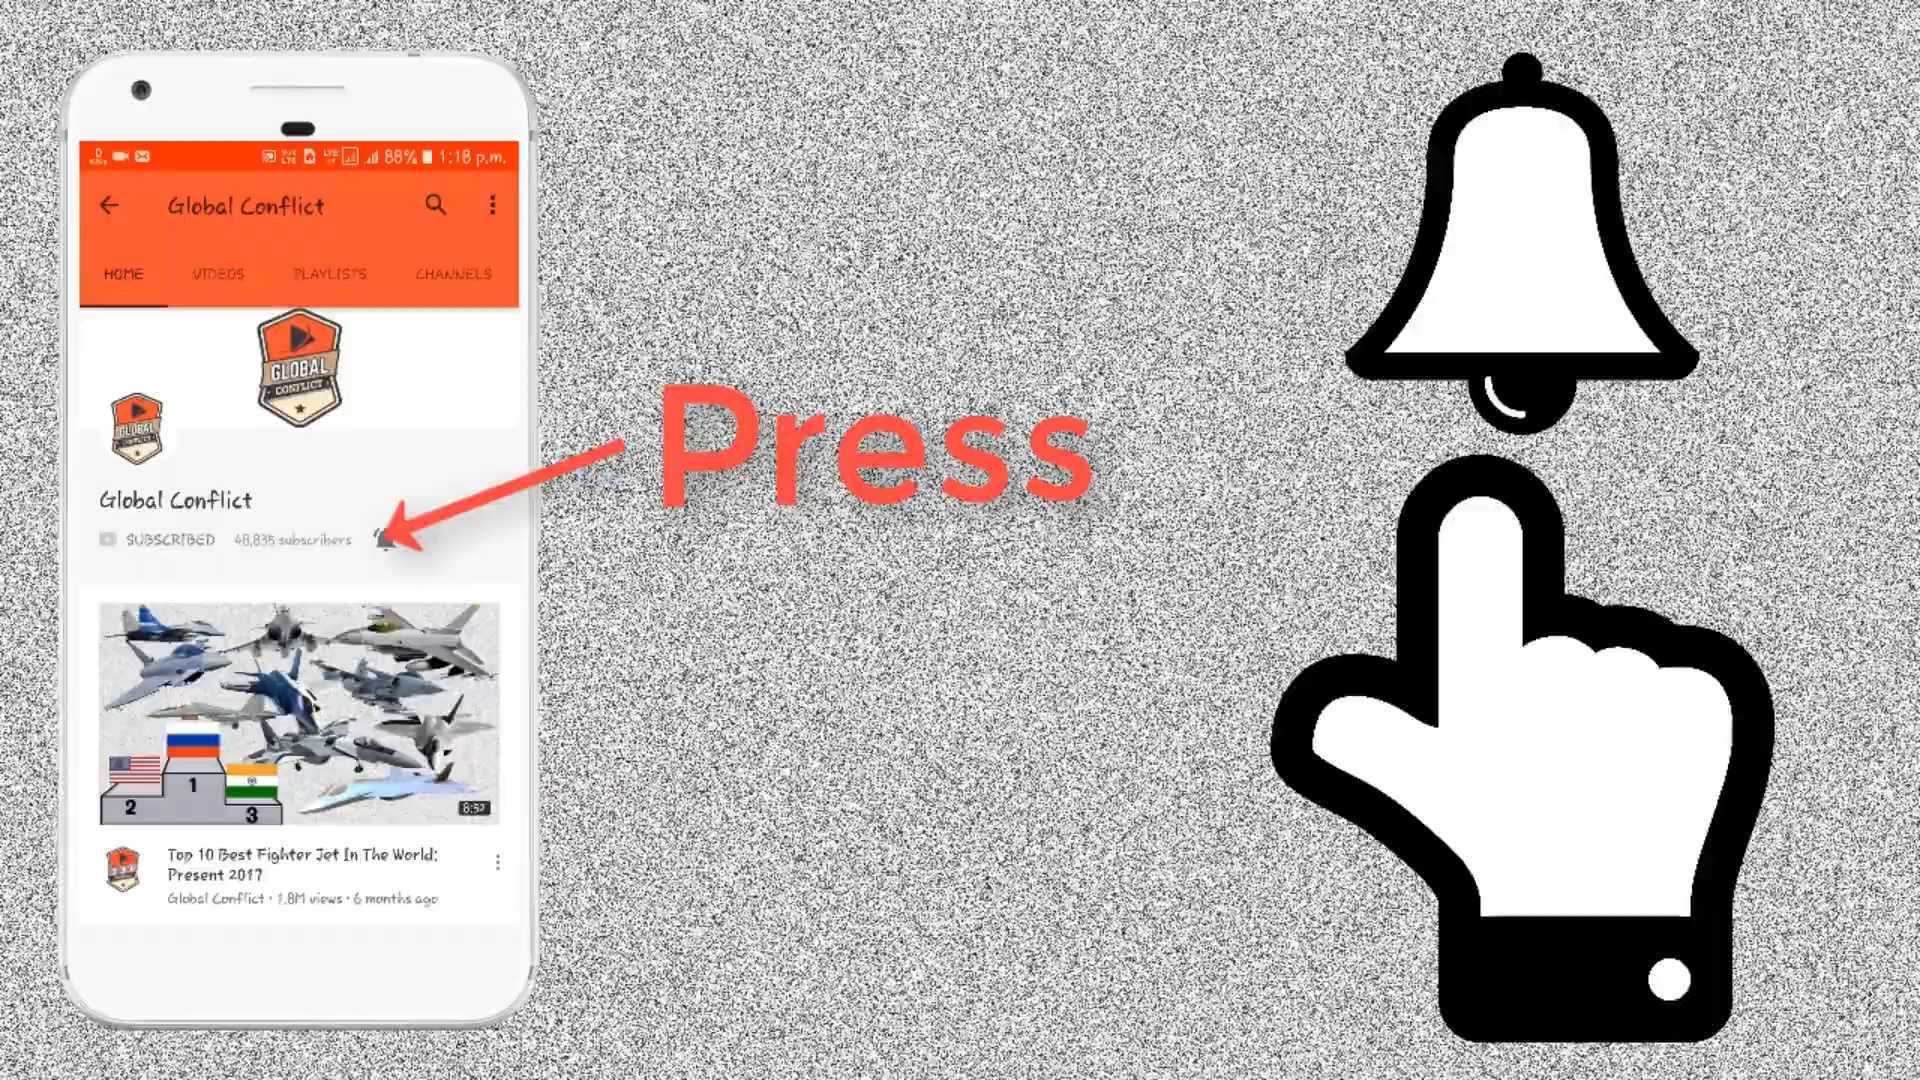 88% 1:18 p.m.
Global Conflict
HOME VIDEOS PLAYLISTS CHANNELS
GLOBAL
CONFLICT
GLOBAL
CONFLICT
Press
Global Conflict
SUBSCRIBED 48,835 subscribers
1
2
3
8:52
Top 10 Best Fighter Jet In The World:
Present 2017
Global Conflict • 1.8M views • 6 months ago